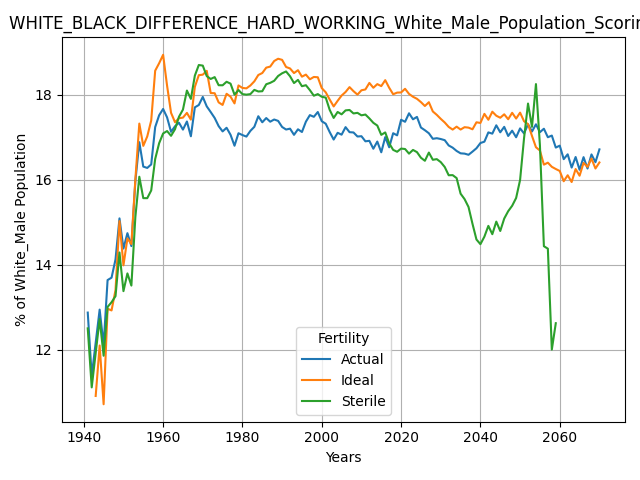 WHITE_BLACK_DIFFERENCE_HARD_WORKING_White_Male_Population_Scorin
% of White_Male Population
18
16
14
12
Fertility
Actual
Ideal
Sterile
1940 1960 1980 2000 2020 2040 2060
Years